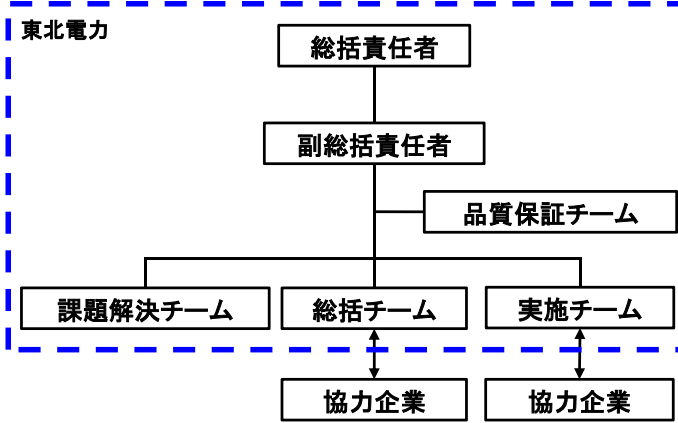 東北電力
総括責任者
副総括責任者
品質保証チーム
課題解決チーム
総括チーム
実施チーム
協力企業
協力企業